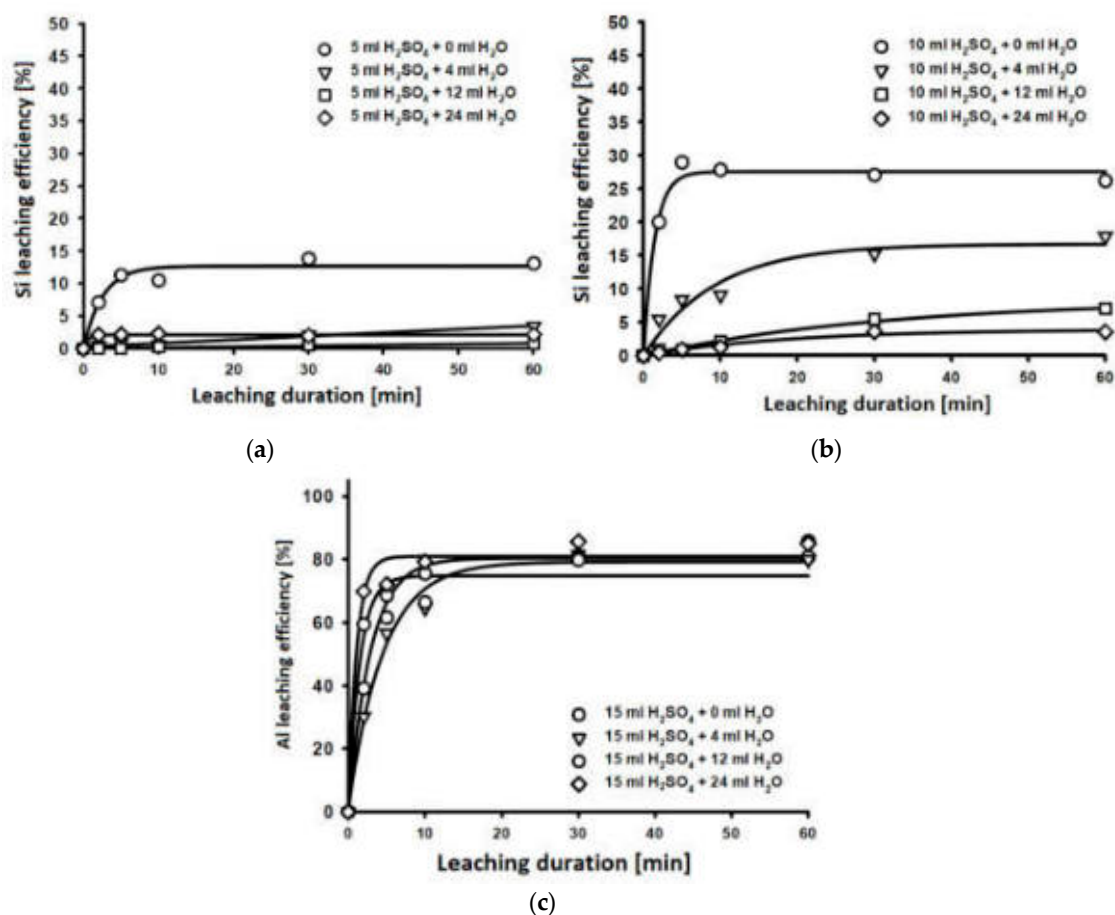 50
45
40
35
30
25
20
15
10
5
0
Si leaching efficiency [%]
5 ml H₂SO₄ + 0 ml H₂O
5 ml H₂SO₄ + 4 ml H₂O
5 ml H₂SO₄ + 12 ml H₂O
5 ml H₂SO₄ + 24 ml H₂O
0 10 20 30 40 50 60
Leaching duration [min]
(a)
50
45
40
35
30
25
20
15
10
5
0
Si leaching efficiency [%]
10 ml H₂SO₄ + 0 ml H₂O
10 ml H₂SO₄ + 4 ml H₂O
10 ml H₂SO₄ + 12 ml H₂O
10 ml H₂SO₄ + 24 ml H₂O
0 10 20 30 40 50 60
Leaching duration [min]
(b)
100
80
60
40
20
0
Al leaching efficiency [%]
15 ml H₂SO₄ + 0 ml H₂O
15 ml H₂SO₄ + 4 ml H₂O
15 ml H₂SO₄ + 12 ml H₂O
15 ml H₂SO₄ + 24 ml H₂O
0 10 20 30 40 50 60
Leaching duration [min]
(c)